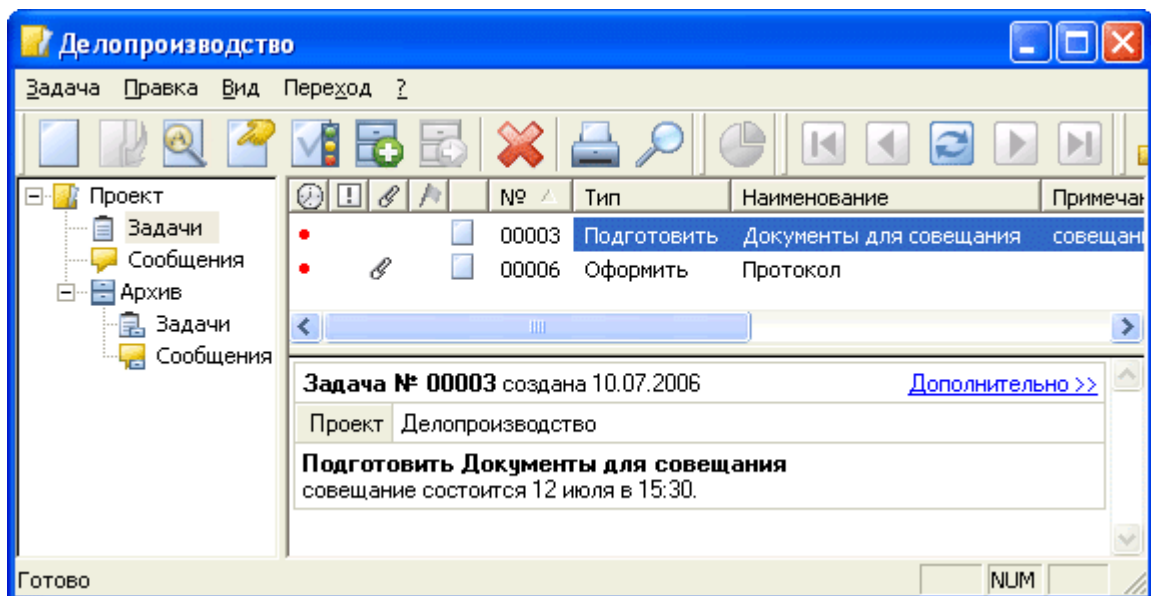 Делопроизводство
Задача Правка Вид Переход ?
Проект
Задачи
Сообщения
Архив
Задачи
Сообщения
№ Тип Наименование Примечан
00003 Подготовить Документы для совещания совещани
00006 Оформить Протокол
Задача № 00003 создана 10.07.2006 Дополнительно >>
Проект Делопроизводство
Подготовить Документы для совещания
совещание состоится 12 июля в 15:30.
Готово NUM